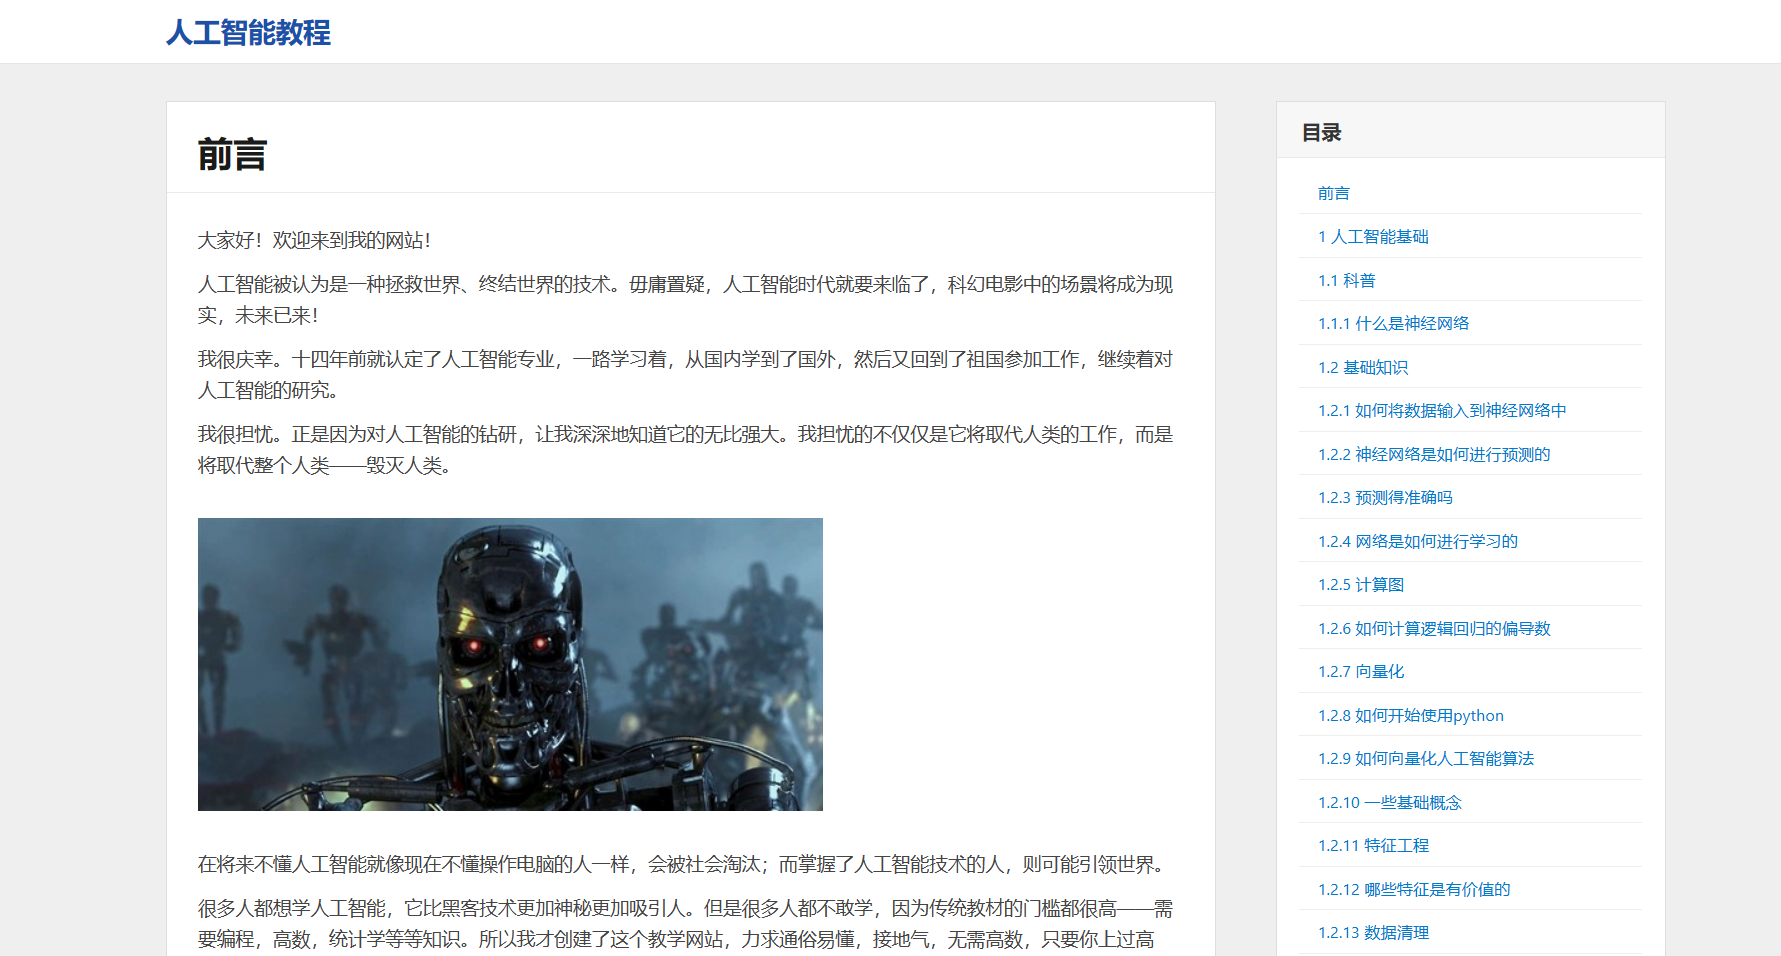 人工智能教程
前言
大家好！欢迎来到我的网站！
人工智能被认为是一种拯救世界、终结世界的技术。毋庸置疑，人工智能时代就要来临了，科幻电影中的场景将成为现
实，未来已来！
我很庆幸。十四年前就认定了人工智能专业，一路学习着，从国内学到了国外，然后又回到了祖国参加工作，继续着对
人工智能的研究。
我很担忧。正是因为对人工智能的钻研，让我深深地知道它的无比强大。我担忧的不仅仅是它将取代人类的工作，而是
将取代整个人类——毁灭人类。
在将来不懂人工智能就像现在不懂操作电脑的人一样，会被社会淘汰；而掌握了人工智能技术的人，则可能引领世界。
很多人都想学人工智能，它比黑客技术更加神秘更加吸引人。但是很多人都不敢学，因为传统教材的门槛都很高——需
要编程，高数，统计学等等知识。所以我才创建了这个教学网站，力求通俗易懂，接地气，无需高数，只要你上过高
目录
前言
1 人工智能基础
1.1 科普
1.1.1 什么是神经网络
1.2 基础知识
1.2.1 如何将数据输入到神经网络中
1.2.2 神经网络是如何进行预测的
1.2.3 预测得准确吗
1.2.4 网络是如何进行学习的
1.2.5 计算图
1.2.6 如何计算逻辑回归的偏导数
1.2.7 向量化
1.2.8 如何开始使用python
1.2.9 如何向量化人工智能算法
1.2.10 一些基础概念
1.2.11 特征工程
1.2.12 哪些特征是有价值的
1.2.13 数据清理